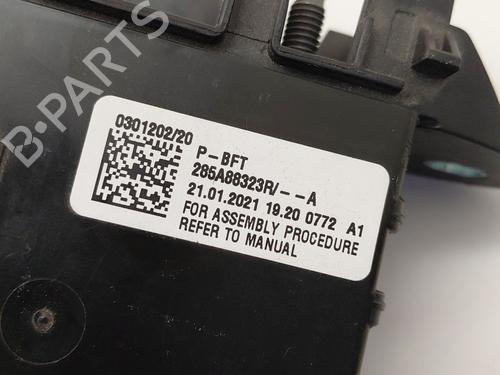 B-PARTS
0301202/20
P-BFT
285A88323R/---A
21.01.2021 19.20 0772 A1
FOR ASSEMBLY PROCEDURE
REFER TO MANUAL